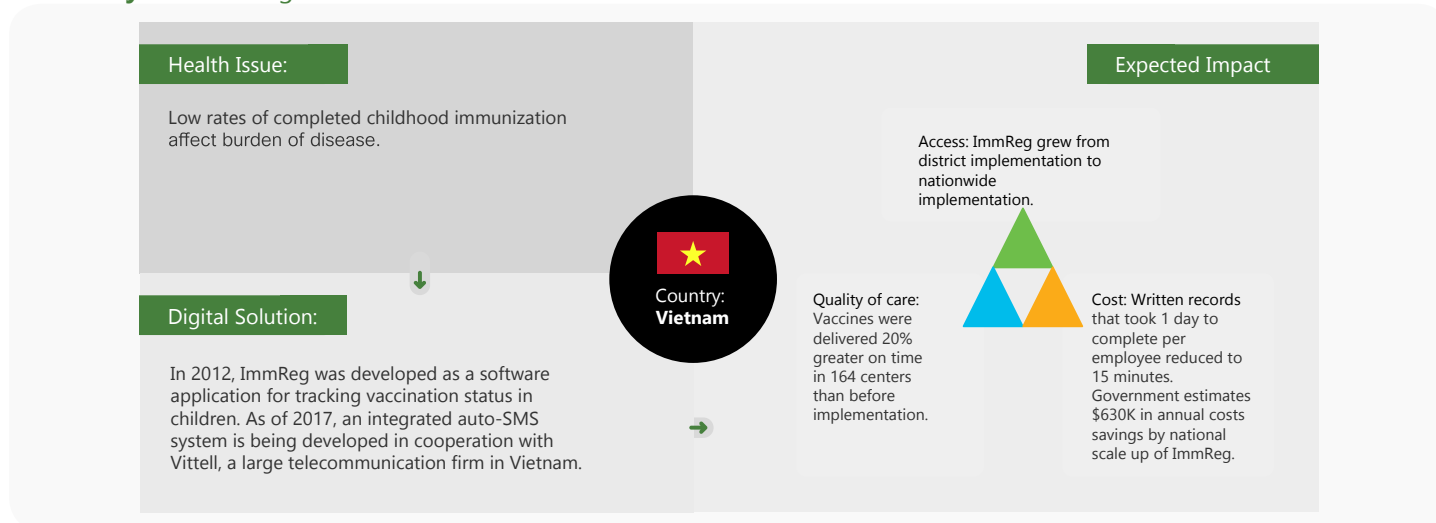 Health Issue:
Low rates of completed childhood immunization
affect burden of disease.
Digital Solution:
In 2012, ImmReg was developed as a software
application for tracking vaccination status in
children. As of 2017, an integrated auto-SMS
system is being developed in cooperation with
Vittell, a large telecommunication firm in Vietnam.
Country:
Vietnam
Expected Impact
Access: ImmReg grew from
district implementation to
nationwide
implementation.
Quality of care:
Vaccines were
delivered 20%
greater on time
in 164 centers
than before
implementation.
Cost: Written records
that took 1 day to
complete per
employee reduced to
15 minutes.
Government estimates
$630K in annual costs
savings by national
scale up of ImmReg.